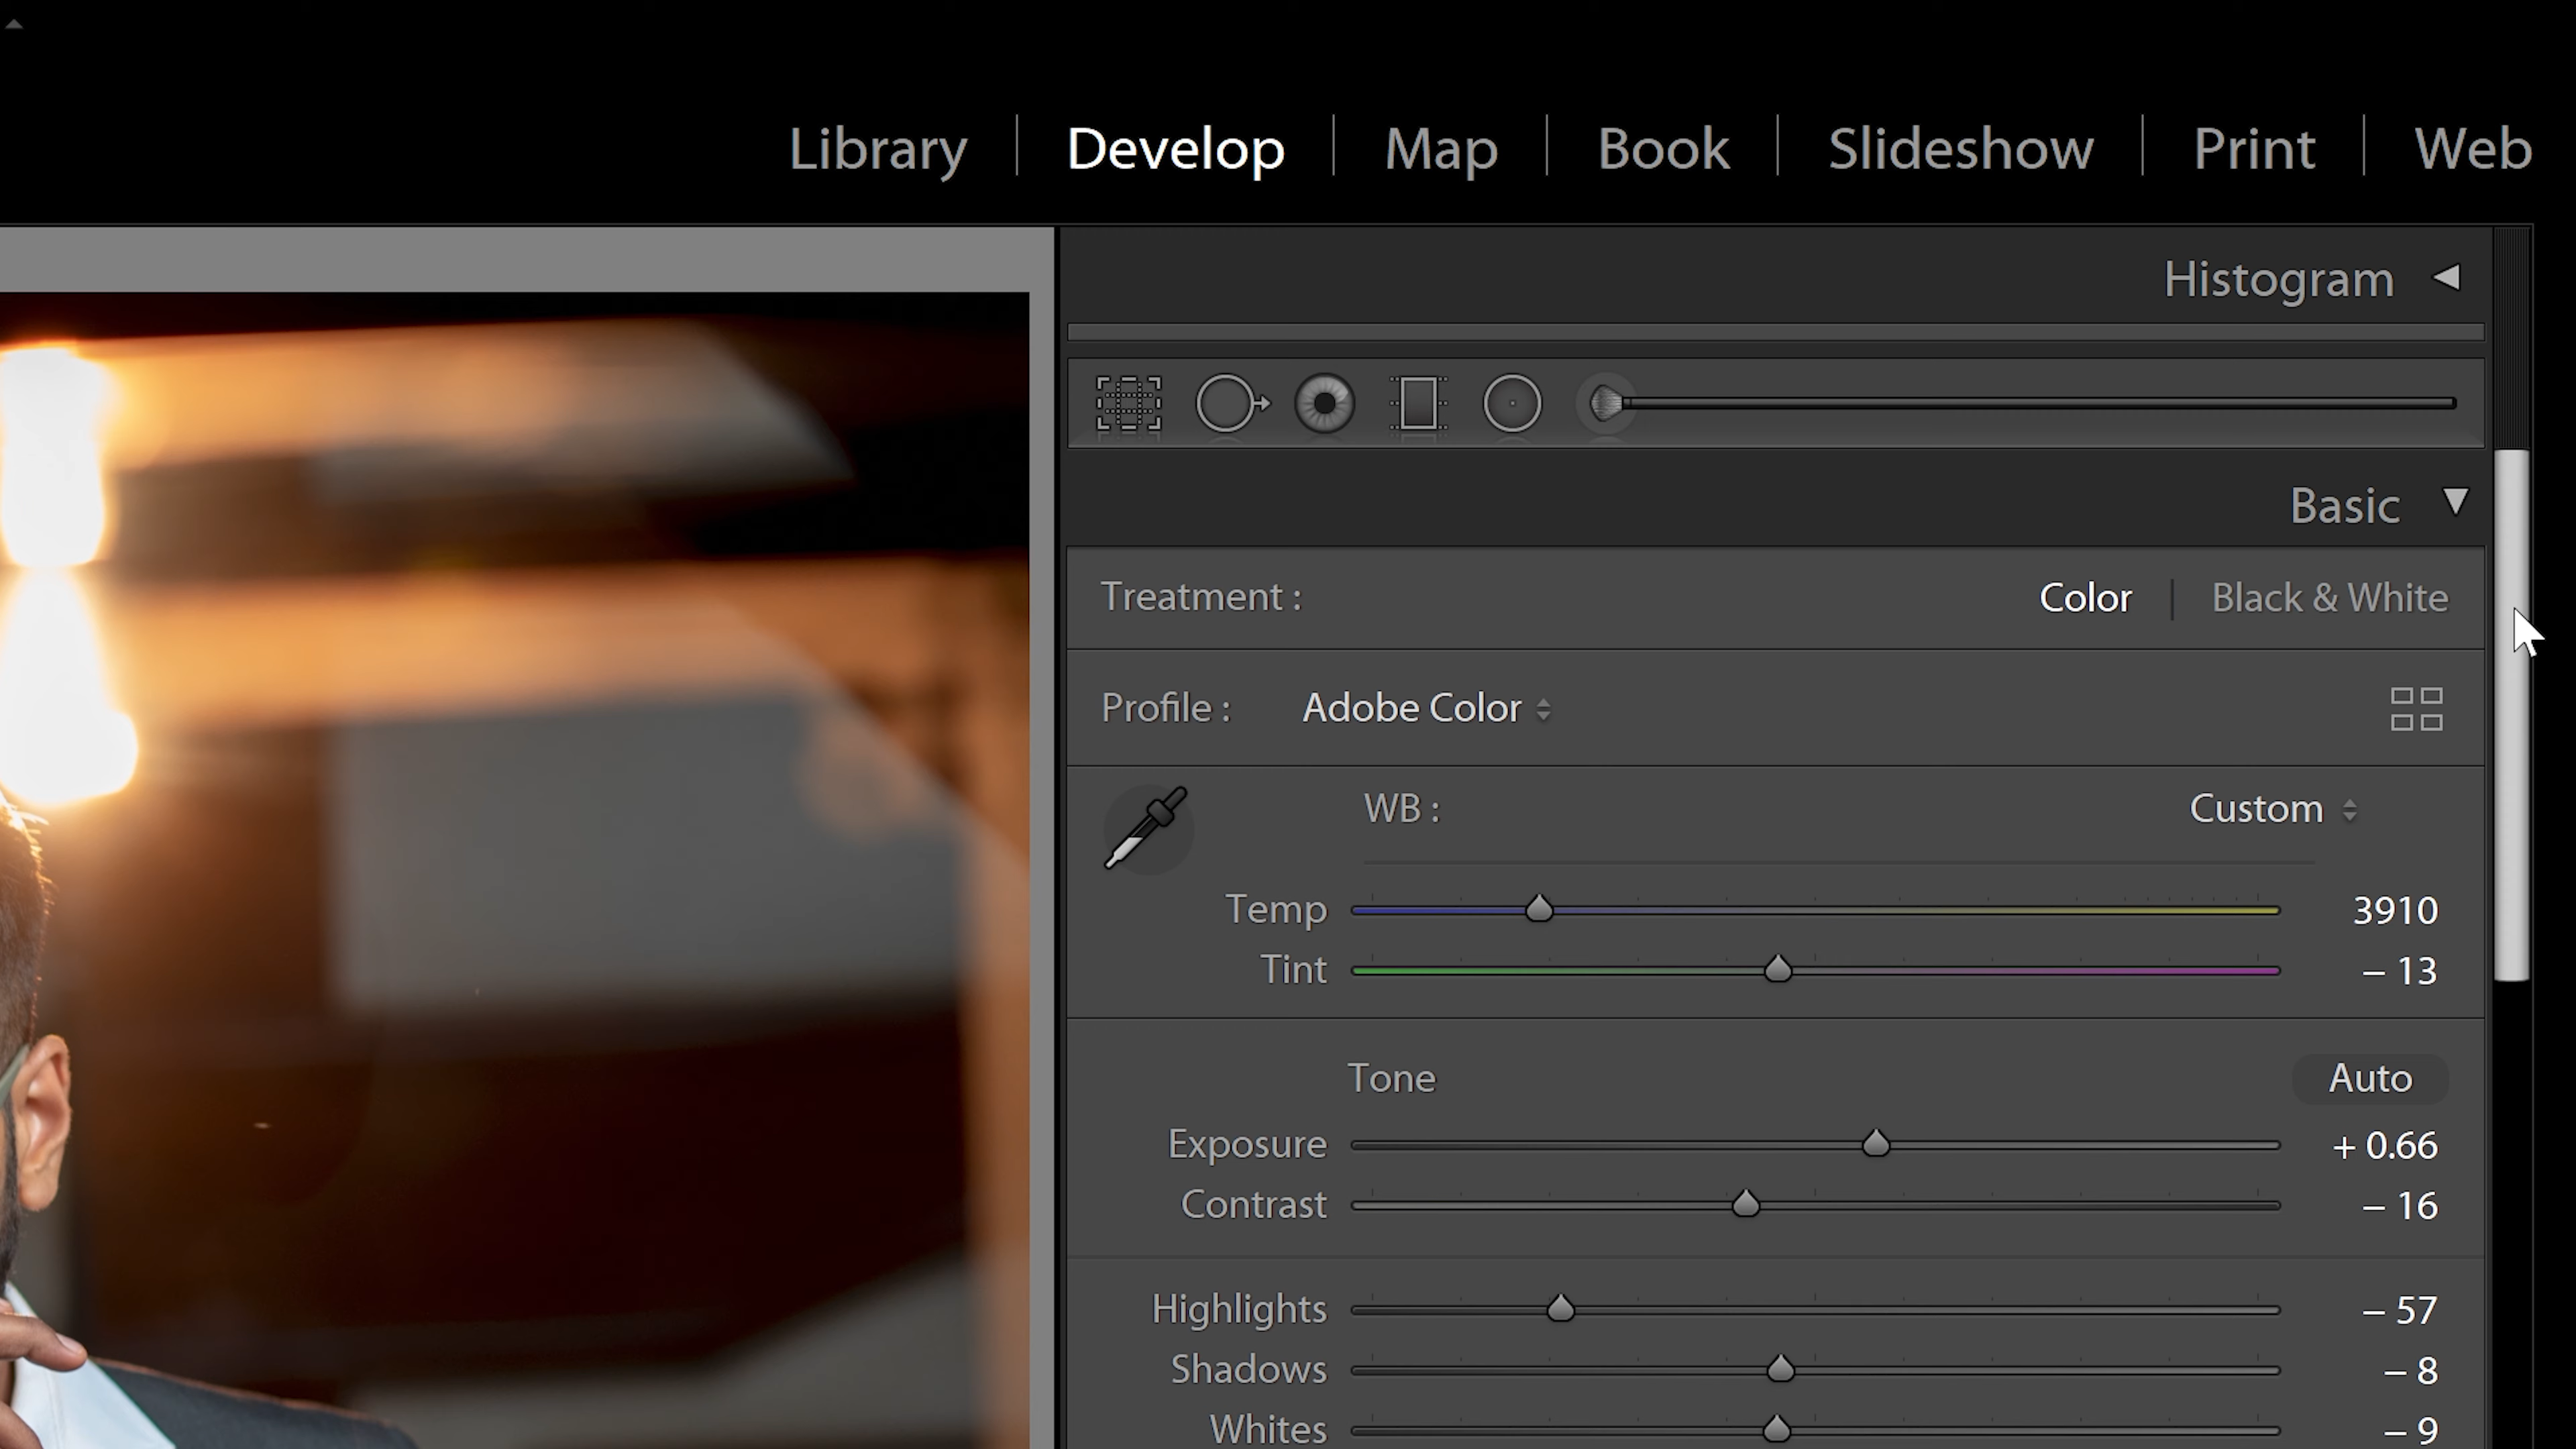 Library | Develop | Map | Book | Slideshow | Print | Web
Histogram
Basic
Treatment : Color | Black & White
Profile : Adobe Color
WB : Custom
Temp 3910
Tint – 13
Tone Auto
Exposure + 0.66
Contrast – 16
Highlights – 57
Shadows – 8
Whites – 9